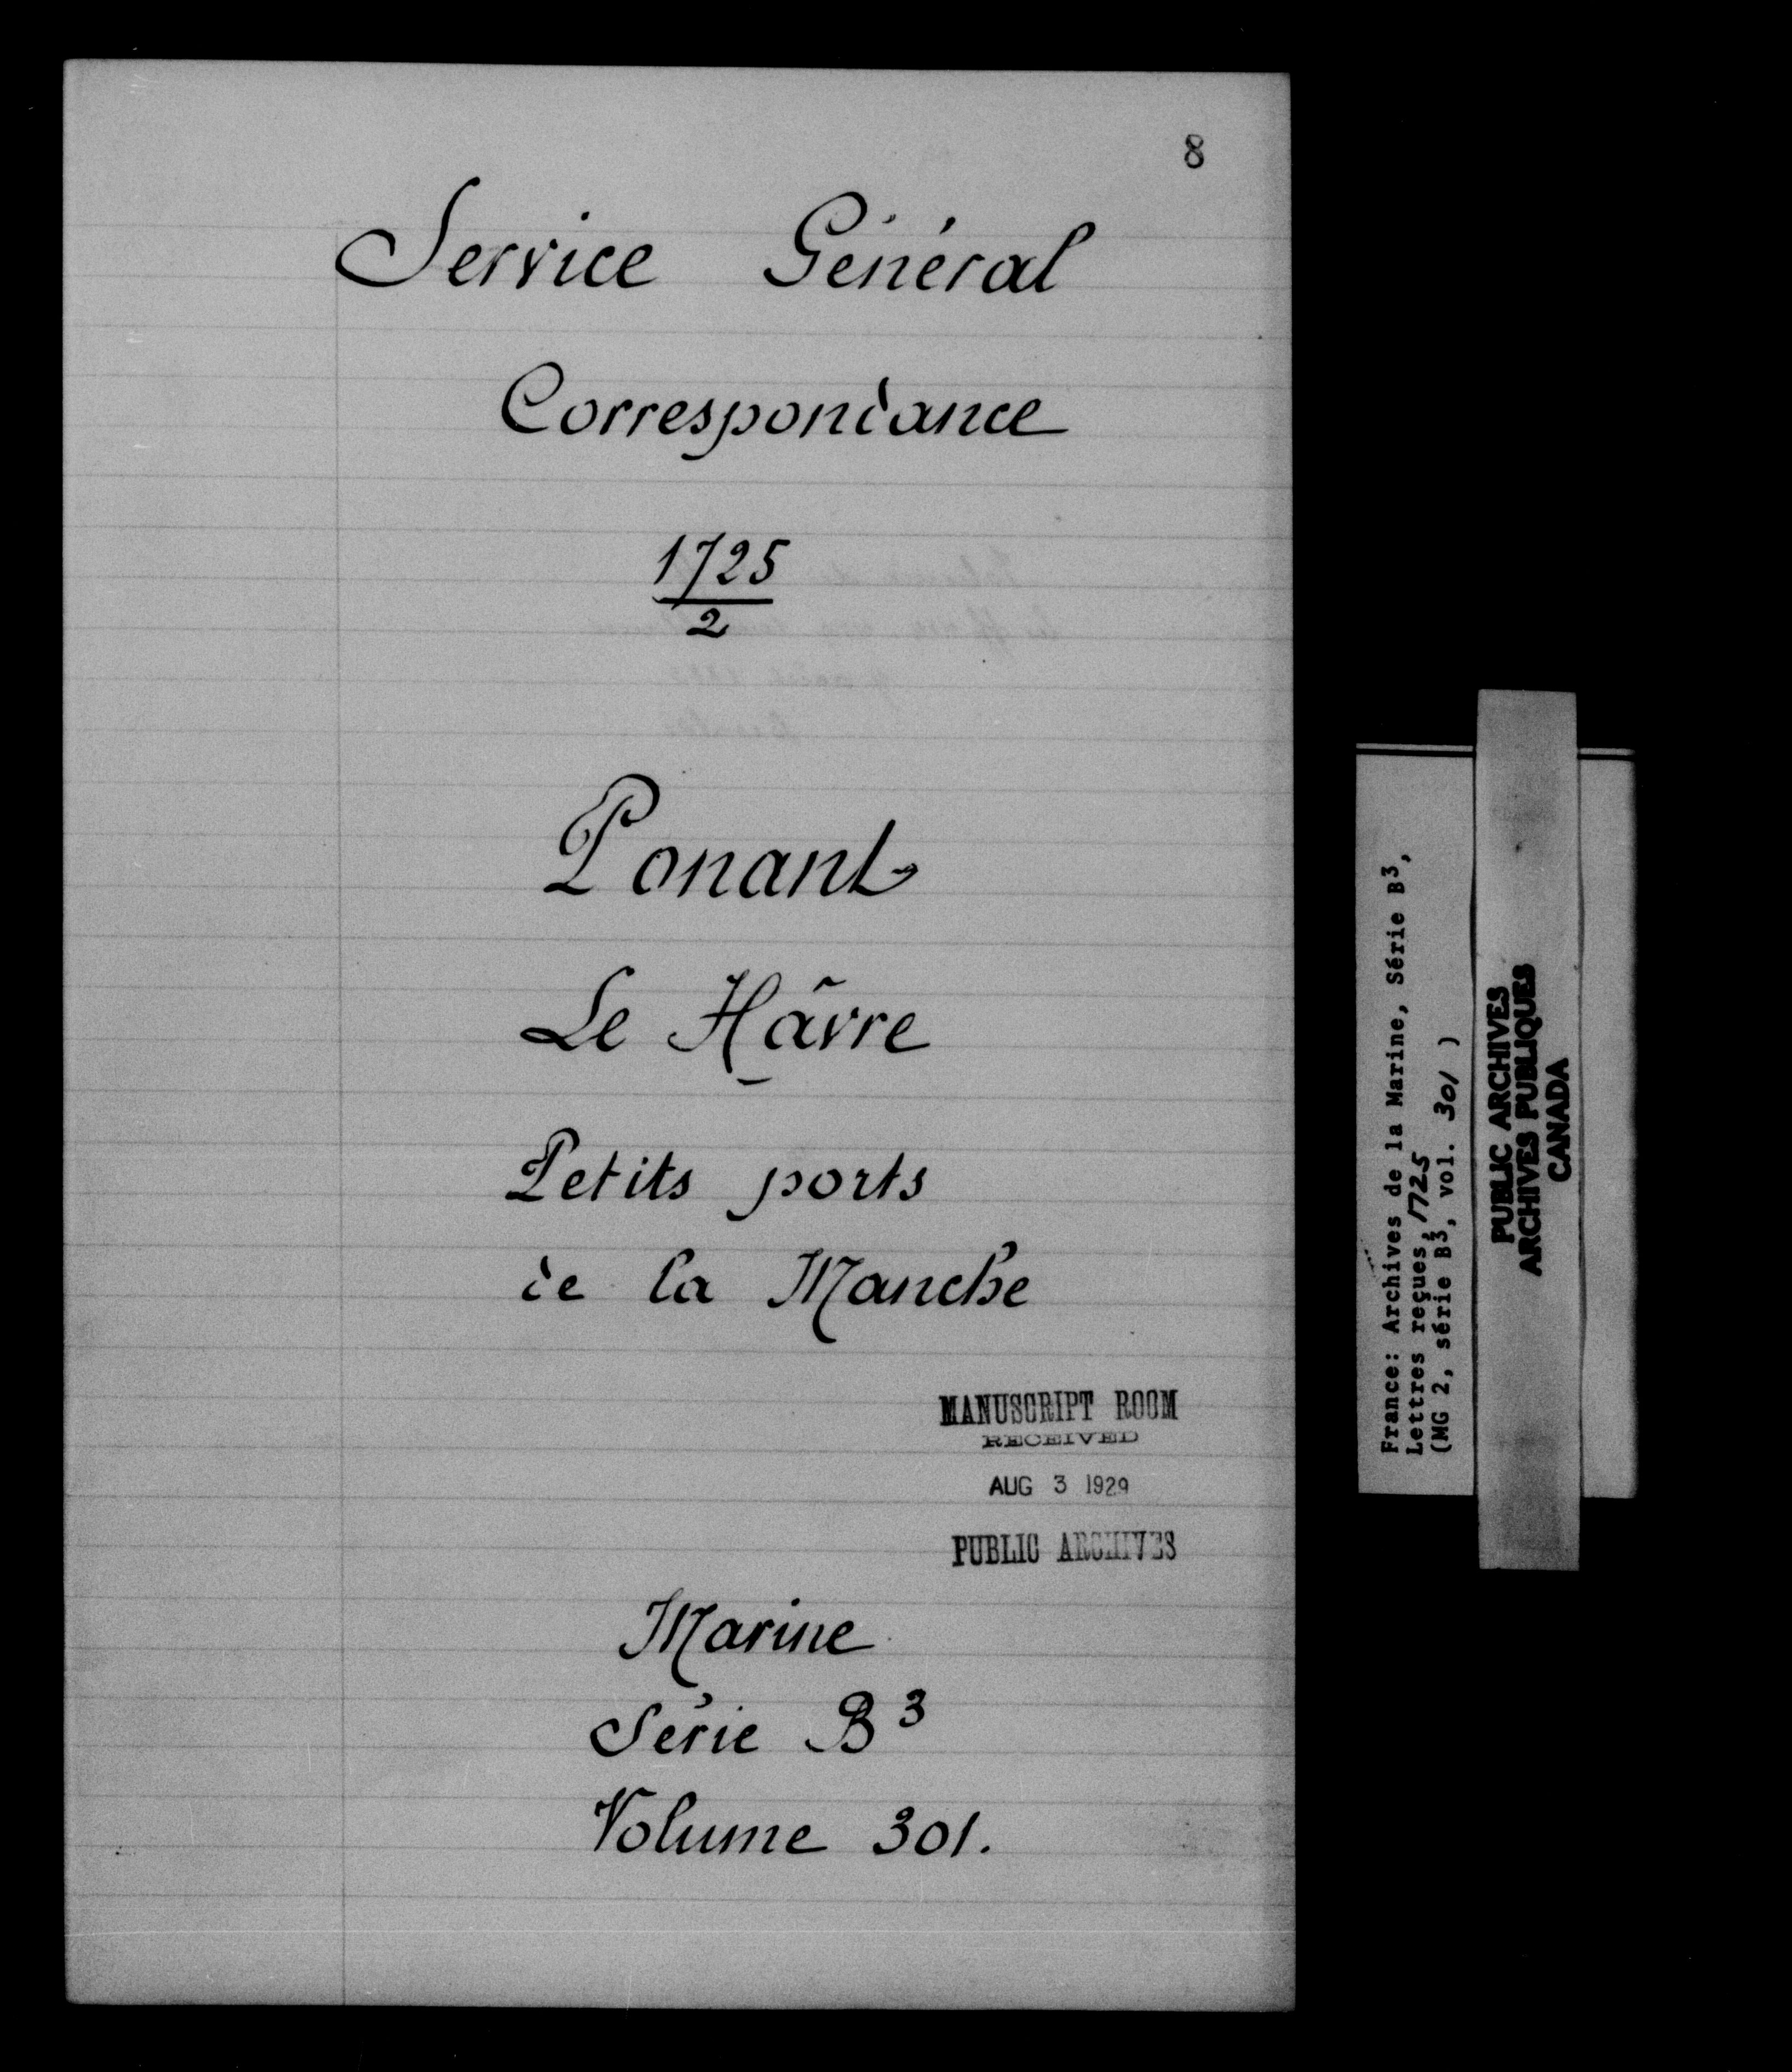 8
Service Général
Correspondance
1725
2
Ponant
Le Hâvre
Petits ports
de la Manche
MANUSCRIPT ROOM
RECEIVED
AUG 3 1929
PUBLIC ARCHIVES
Marine
Série B3
Volume 301.
France: Archives de la Marine, Série B3,
Lettres reçues, 1725
(MG 2, série B3, vol. 301 )
PUBLIC ARCHIVES
ARCHIVES PUBLIQUES
CANADA